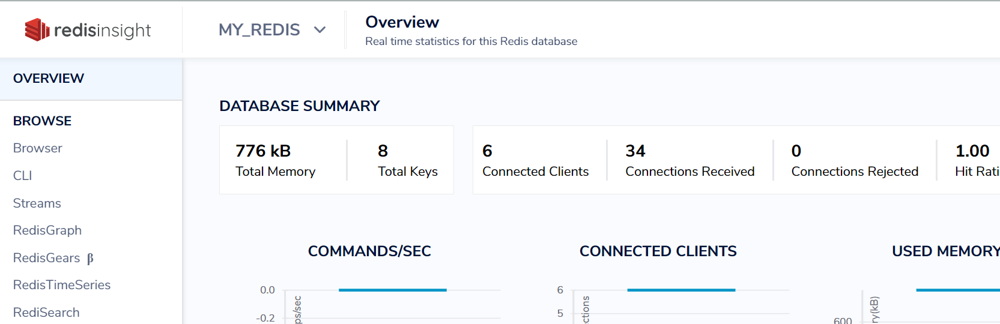 redisinsight
MY_REDIS
Overview
Real time statistics for this Redis database
OVERVIEW
BROWSE
Browser
CLI
Streams
RedisGraph
RedisGears β
RedisTimeSeries
RediSearch
DATABASE SUMMARY
776 kB
Total Memory
8
Total Keys
6
Connected Clients
34
Connections Received
0
Connections Rejected
1.00
Hit Rati
COMMANDS/SEC
0.0
-0.2
ps/sec
CONNECTED CLIENTS
6
5
ections
USED MEMORY
600
ry(kB)